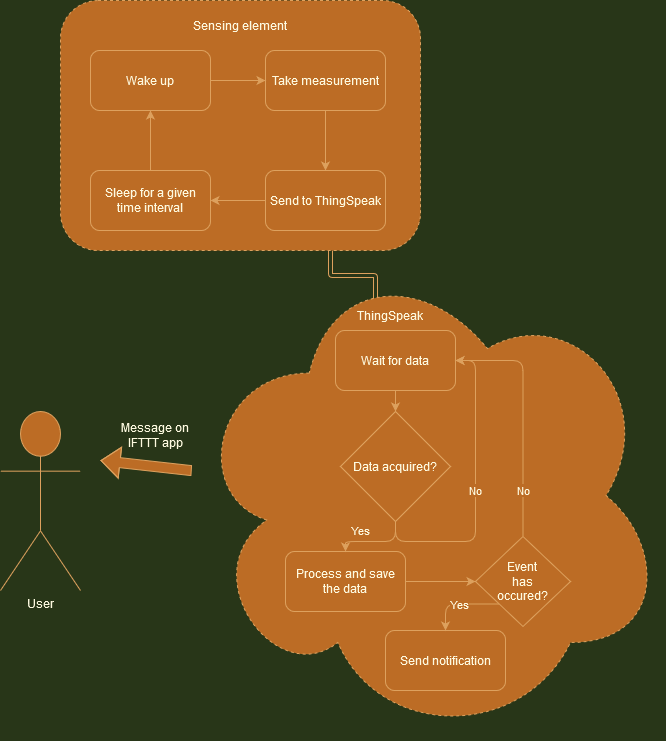 Sensing element
Wake up
Take measurement
Sleep for a given
time interval
Send to ThingSpeak
ThingSpeak
Wait for data
Message on
IFTTT app
Data acquired?
No
No
Yes
Process and save
the data
Event
has
occured?
User
Yes
Send notification